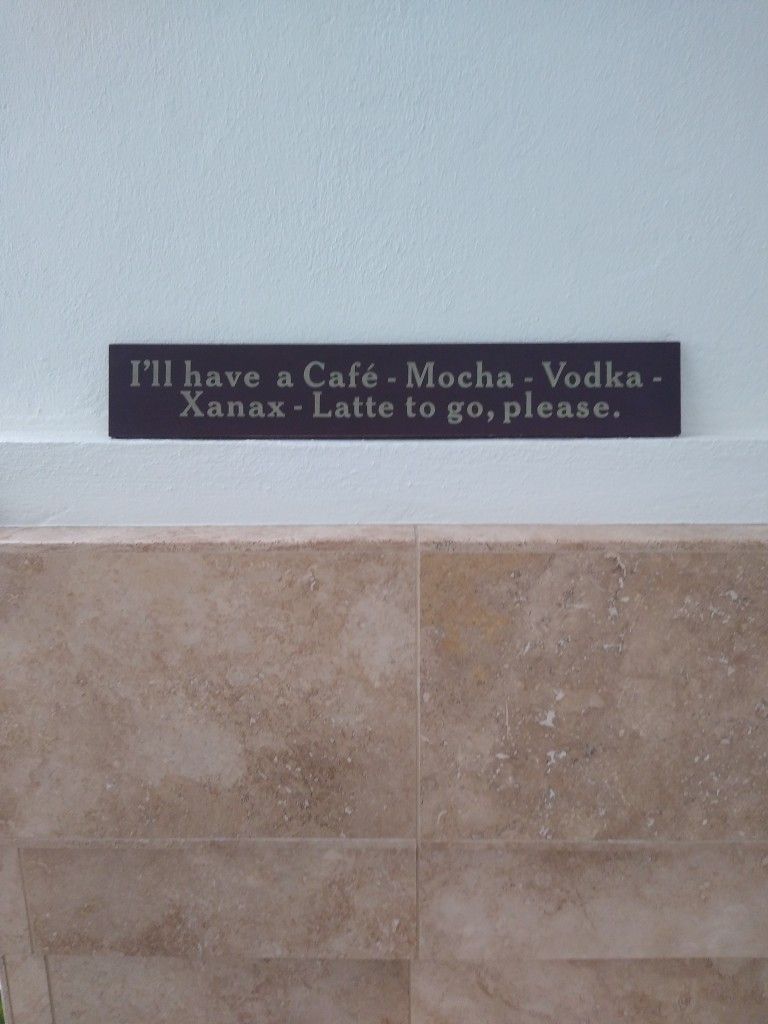 I'll have a Café - Mocha - Vodka -
Xanax - Latte to go, please.